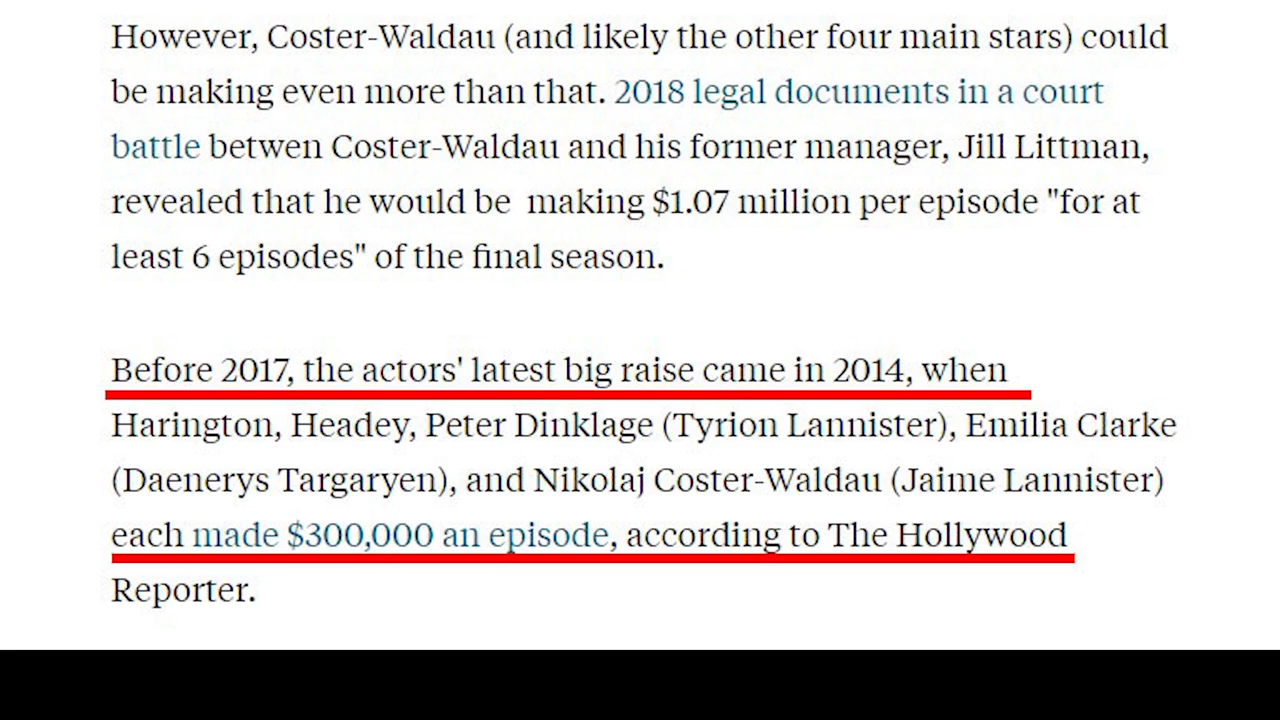 However, Coster-Waldau (and likely the other four main stars) could
be making even more than that. 2018 legal documents in a court
battle betwen Coster-Waldau and his former manager, Jill Littman,
revealed that he would be  making $1.07 million per episode "for at
least 6 episodes" of the final season.
Before 2017, the actors' latest big raise came in 2014, when
Harington, Headey, Peter Dinklage (Tyrion Lannister), Emilia Clarke
(Daenerys Targaryen), and Nikolaj Coster-Waldau (Jaime Lannister)
each made $300,000 an episode, according to The Hollywood
Reporter.